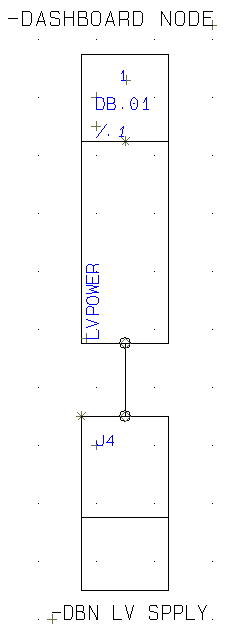 -DASHBOARD NODE
1
DB.01
/.1
LVPOWER
J4
-DBN LV SPPLY